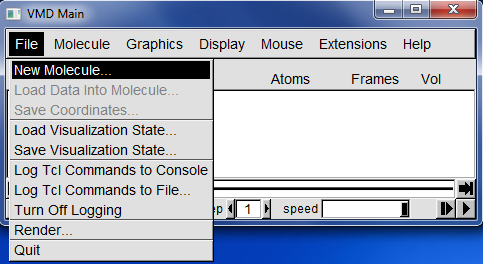 VMD Main
File Molecule Graphics Display Mouse Extensions Help
New Molecule...
Atoms Frames Vol
Load Data Into Molecule...
Save Coordinates...
Load Visualization State...
Save Visualization State...
Log Tcl Commands to Console
Log Tcl Commands to File...
Turn Off Logging
1 speed
Render...
Quit